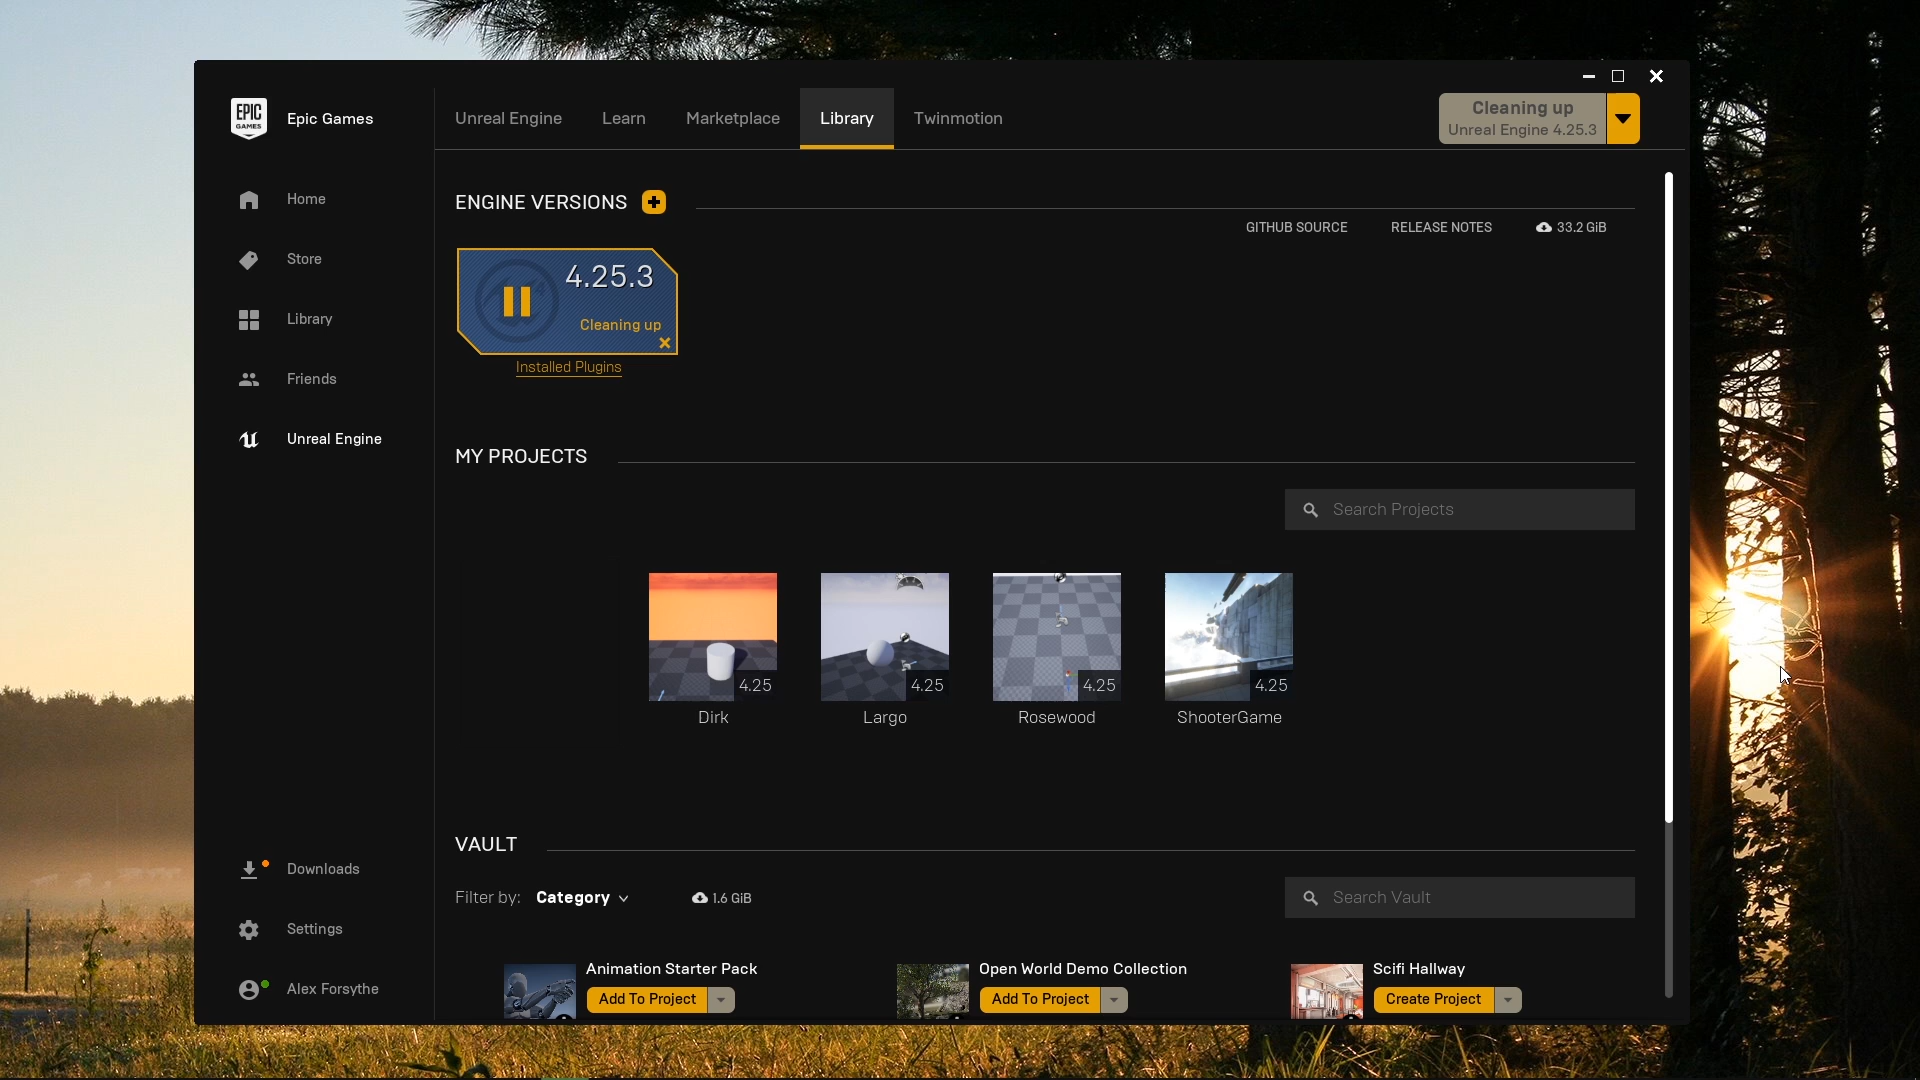 EPIC
GAMES
Epic Games
Unreal Engine
Learn
Marketplace
Library
Twinmotion
Cleaning up
Unreal Engine 4.25.3
Home
Store
Library
Friends
Unreal Engine
Downloads
Settings
Alex Forsythe
ENGINE VERSIONS
GITHUB SOURCE
RELEASE NOTES
33.2 GiB
4.25.3
Cleaning up
Installed Plugins
MY PROJECTS
Search Projects
4.25
4.25
4.25
4.25
Dirk
Largo
Rosewood
ShooterGame
VAULT
Filter by: Category
1.6 GiB
Search Vault
Animation Starter Pack
Add To Project
Open World Demo Collection
Add To Project
Scifi Hallway
Create Project